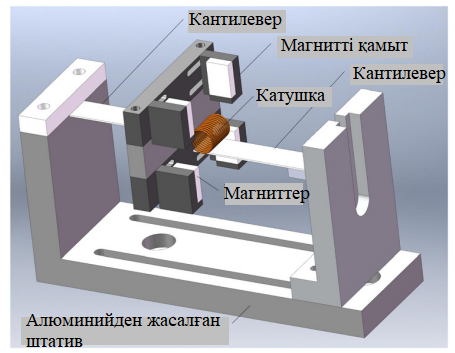 Кантилевер
Магнитті қамыт
Кантилевер
Катушка
Магниттер
Алюминийден жасалған
штатив